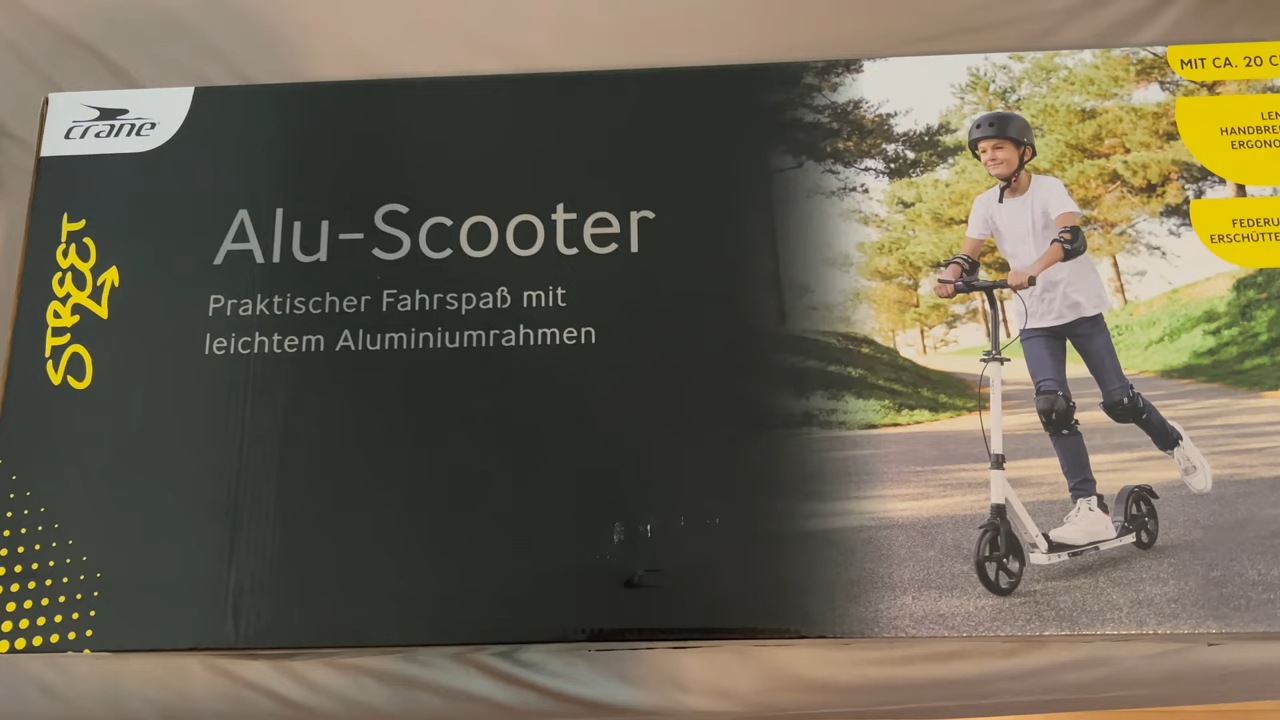 crane
STREET
Alu-Scooter
Praktischer Fahrspaß mit
leichtem Aluminiumrahmen
MIT CA. 20